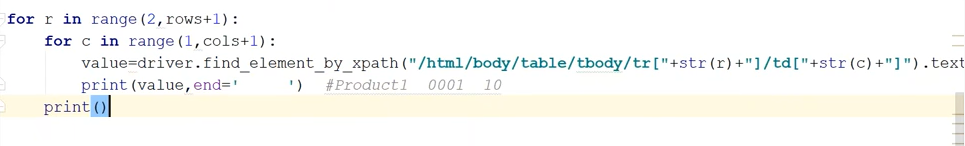 for r in range(2,rows+1):
    for c in range(1,cols+1):
        value=driver.find_element_by_xpath("/html/body/table/tbody/tr["+str(r)+"]/td["+str(c)+"]").text
        print(value,end='      ')  #Product1  0001  10
    print()